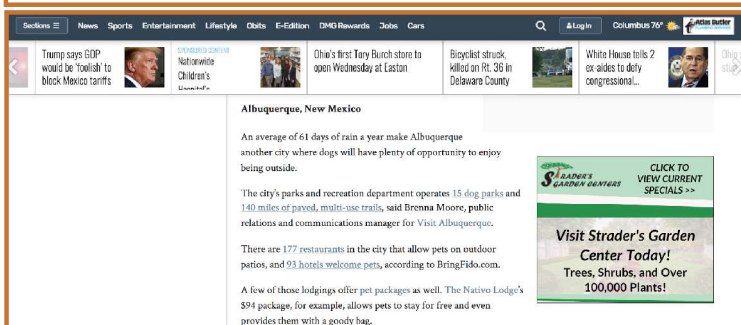 Sections ☰ News Sports Entertainment Lifestyle Obits E-Edition DMG Rewards Jobs Cars Log In Columbus 76° Atlas Butler
Trump says GOP
would be 'foolish' to
block Mexico tariffs
SPONSORED CONTENT
Nationwide
Children's
Hospital's
Ohio's first Tory Burch store to
open Wednesday at Easton
Bicyclist struck,
killed on Rt. 36 in
Delaware County
White House tells 2
ex-aides to defy
congressional...
Albuquerque, New Mexico
An average of 61 days of rain a year make Albuquerque
another city where dogs will have plenty of opportunity to enjoy
being outside.
The city's parks and recreation department operates 15 dog parks and
140 miles of paved, multi-use trails, said Brenna Moore, public
relations and communications manager for Visit Albuquerque.
There are 177 restaurants in the city that allow pets on outdoor
patios, and 93 hotels welcome pets, according to BringFido.com.
A few of those lodgings offer pet packages as well. The Nativo Lodge's
$94 package, for example, allows pets to stay for free and even
provides them with a goody bag.
STRADER'S
GARDEN CENTERS
CLICK TO
VIEW CURRENT
SPECIALS >>
Visit Strader's Garden
Center Today!
Trees, Shrubs, and Over
100,000 Plants!